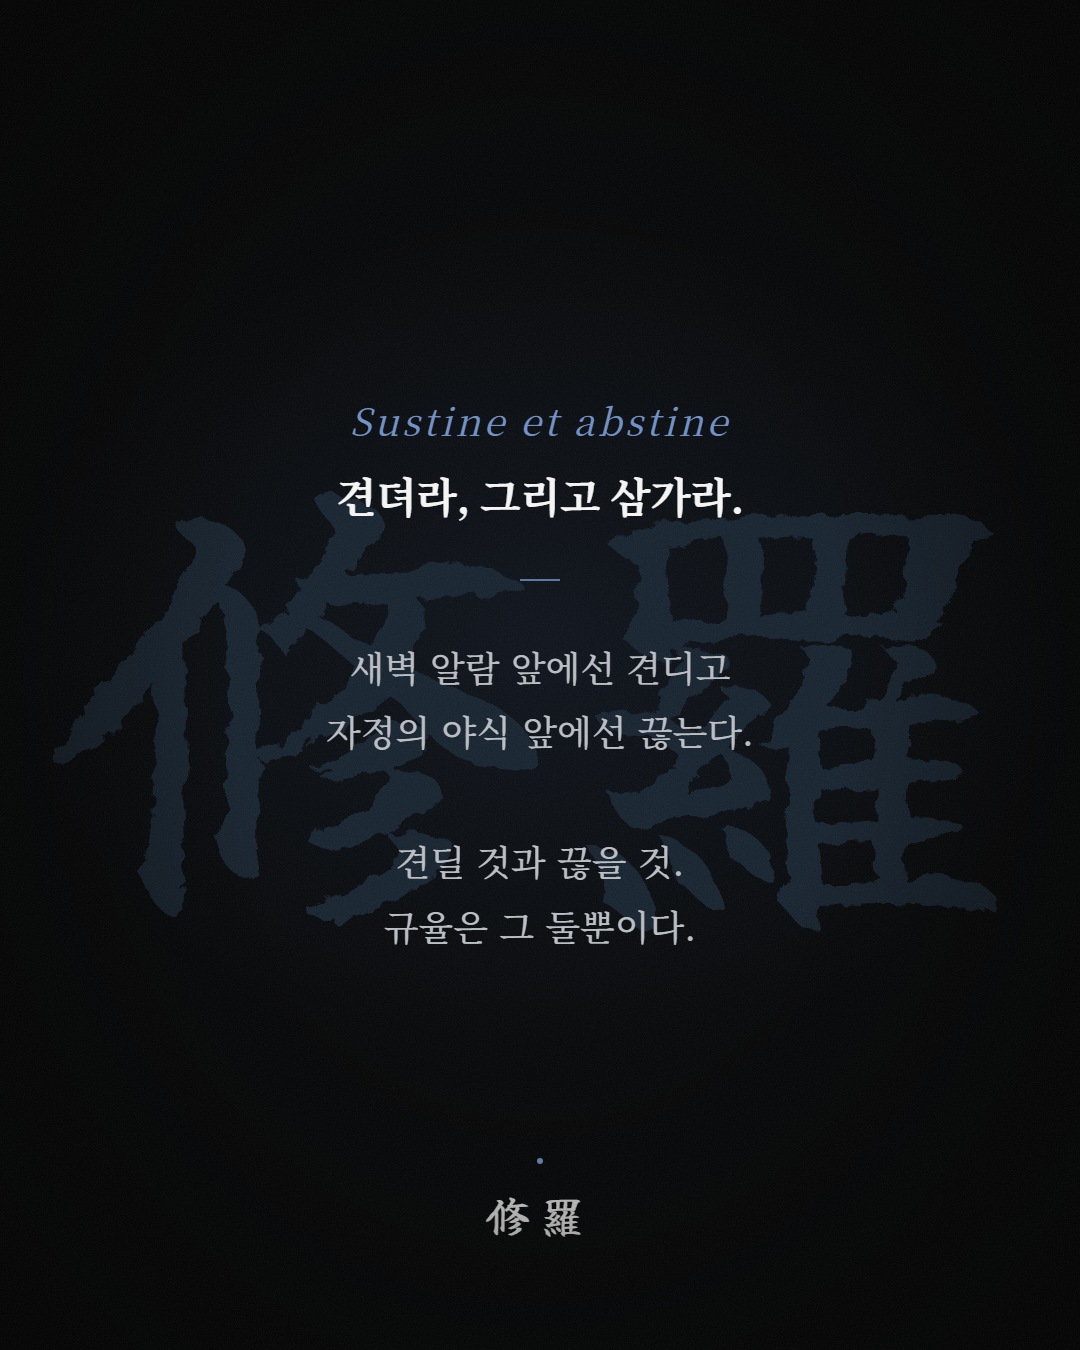 Sustine et abstine
견뎌라, 그리고 삼가라.
修羅
새벽 알람 앞에선 견디고
자정의 야식 앞에선 끊는다.
견딜 것과 끊을 것.
규율은 그 둘뿐이다.
修羅